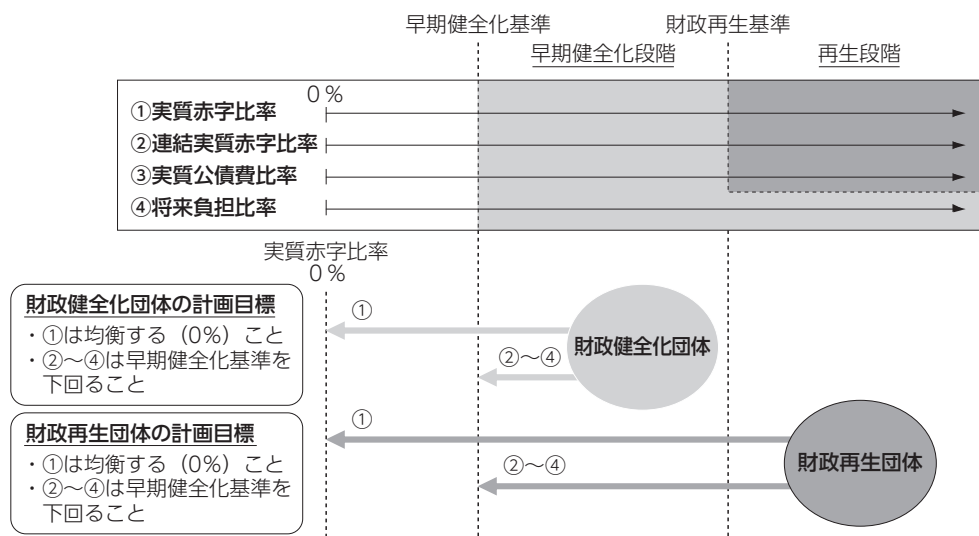 早期健全化基準
財政再生基準
早期健全化段階
再生段階
0%
①実質赤字比率
②連結実質赤字比率
③実質公債費比率
④将来負担比率
実質赤字比率
0%
財政健全化団体の計画目標
・①は均衡する（0%）こと
・②〜④は早期健全化基準を
下回ること
①
②〜④
財政健全化団体
財政再生団体の計画目標
・①は均衡する（0%）こと
・②〜④は早期健全化基準を
下回ること
①
②〜④
財政再生団体